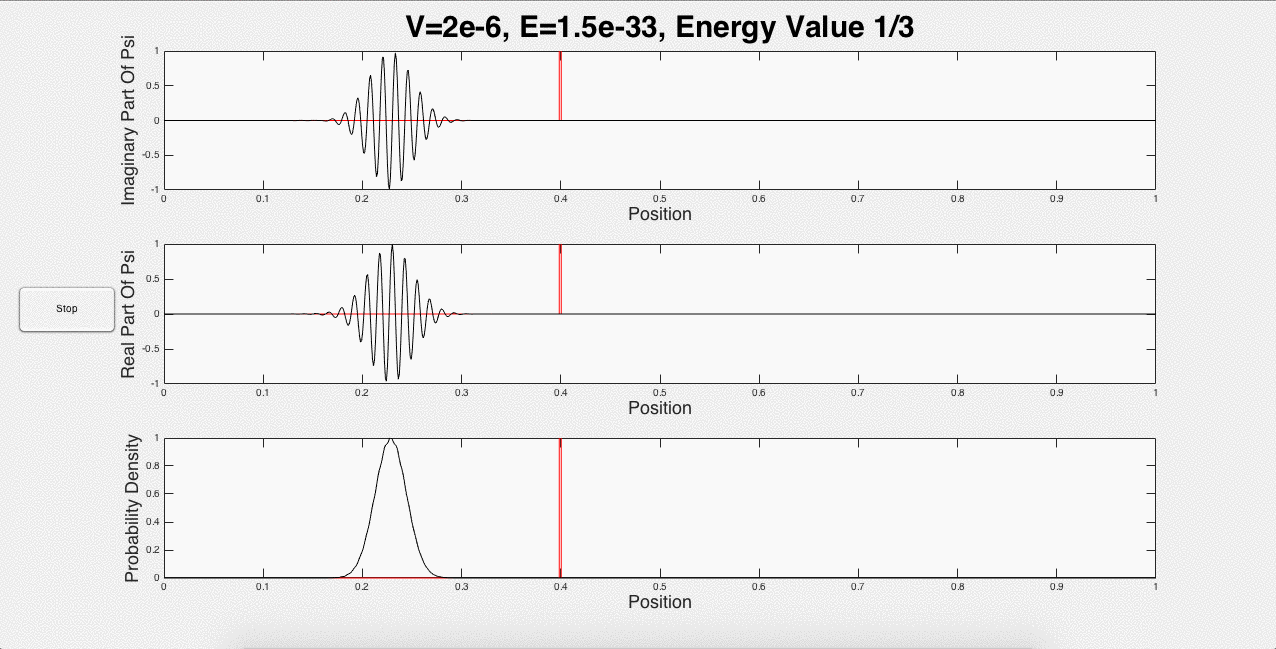 V=2e-6, E=1.5e-33, Energy Value 1/3
Imaginary Part Of Psi
1
0.5
0
-0.5
-1
0 0.1 0.2 0.3 0.4 0.5 0.6 0.7 0.8 0.9 1
Position
Stop
Real Part Of Psi
1
0.5
0
-0.5
-1
0 0.1 0.2 0.3 0.4 0.5 0.6 0.7 0.8 0.9 1
Position
Probability Density
1
0.8
0.6
0.4
0.2
0
0.1 0.2 0.3 0.4 0.5 0.6 0.7 0.8 0.9 1
Position